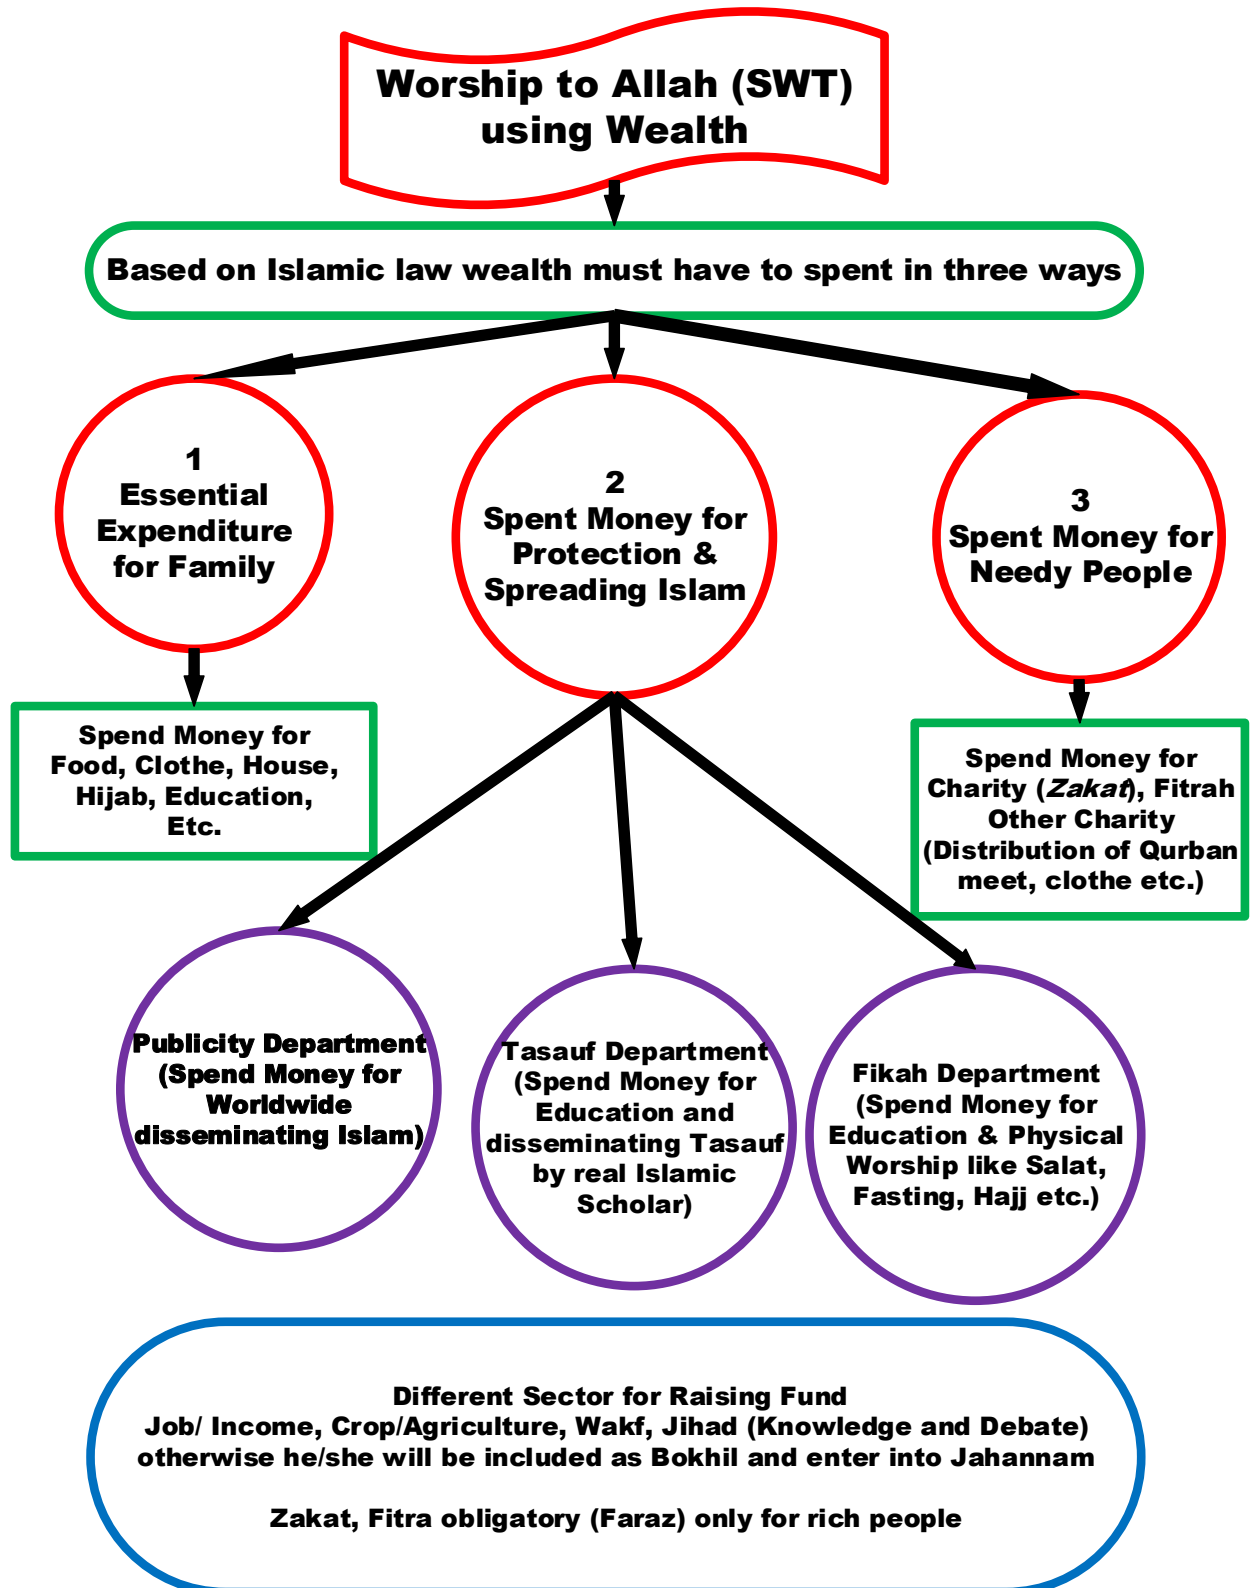 Worship to Allah (SWT)
using Wealth
Based on Islamic law wealth must have to spent in three ways
1
Essential
Expenditure
for Family
2
Spent Money for
Protection &
Spreading Islam
3
Spent Money for
Needy People
Spend Money for
Food, Clothe, House,
Hijab, Education,
Etc.
Spend Money for
Charity (Zakat), Fitrah
Other Charity
(Distribution of Qurban
meet, clothe etc.)
Publicity Department
(Spend Money for
Worldwide
disseminating Islam)
Tasauf Department
(Spend Money for
Education and
disseminating Tasauf
by real Islamic
Scholar)
Fikah Department
(Spend Money for
Education & Physical
Worship like Salat,
Fasting, Hajj etc.)
Different Sector for Raising Fund
Job/ Income, Crop/Agriculture, Wakf, Jihad (Knowledge and Debate)
otherwise he/she will be included as Bokhil and enter into Jahannam
Zakat, Fitra obligatory (Faraz) only for rich people